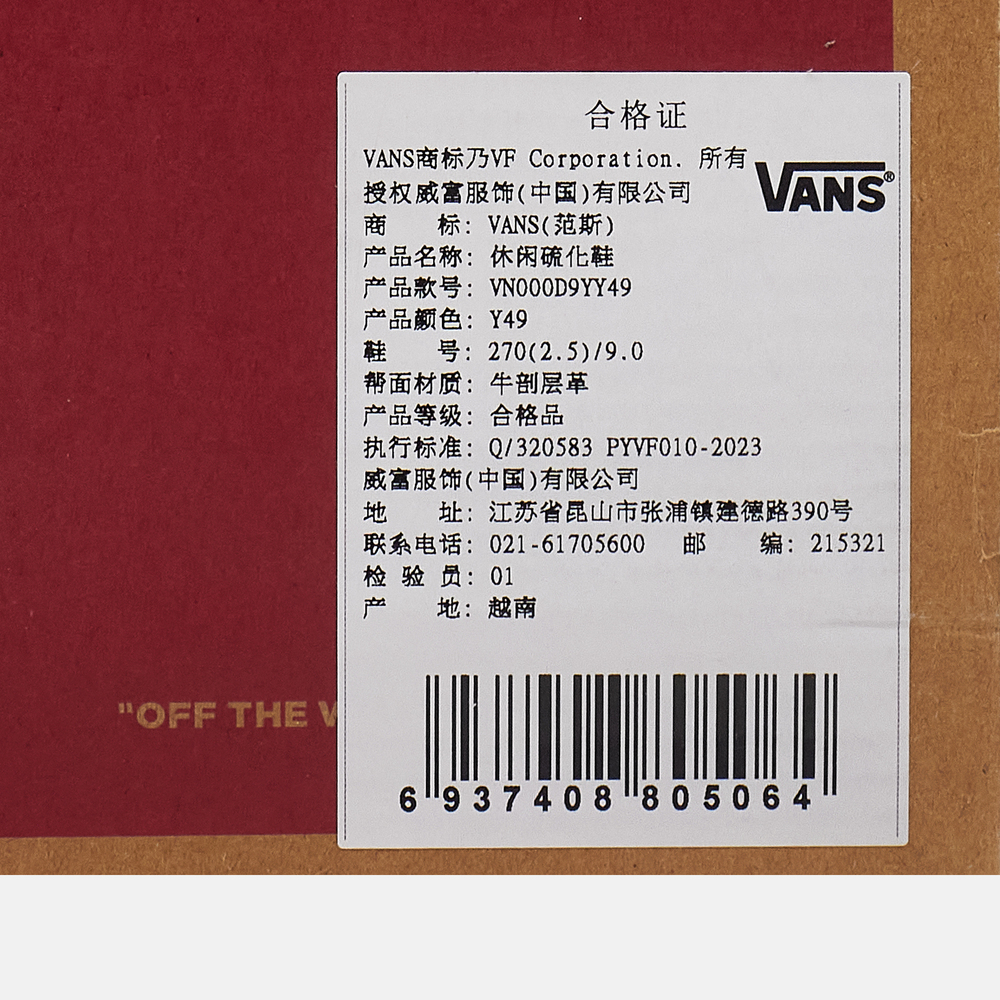 合格证
VANS商标乃VF Corporation. 所有
授权威富服饰(中国)有限公司
VANS®
商 标: VANS(范斯)
产品名称: 休闲硫化鞋
产品款号: VN000D9YY49
产品颜色: Y49
鞋 号: 270(2.5)/9.0
帮面材质: 牛剖层革
产品等级: 合格品
执行标准: Q/320583 PYVF010-2023
威富服饰(中国)有限公司
地 址: 江苏省昆山市张浦镇建德路390号
联系电话: 021-61705600 邮 编: 215321
检 验 员: 01
产 地: 越南
"OFF THE W
6 937408 805064